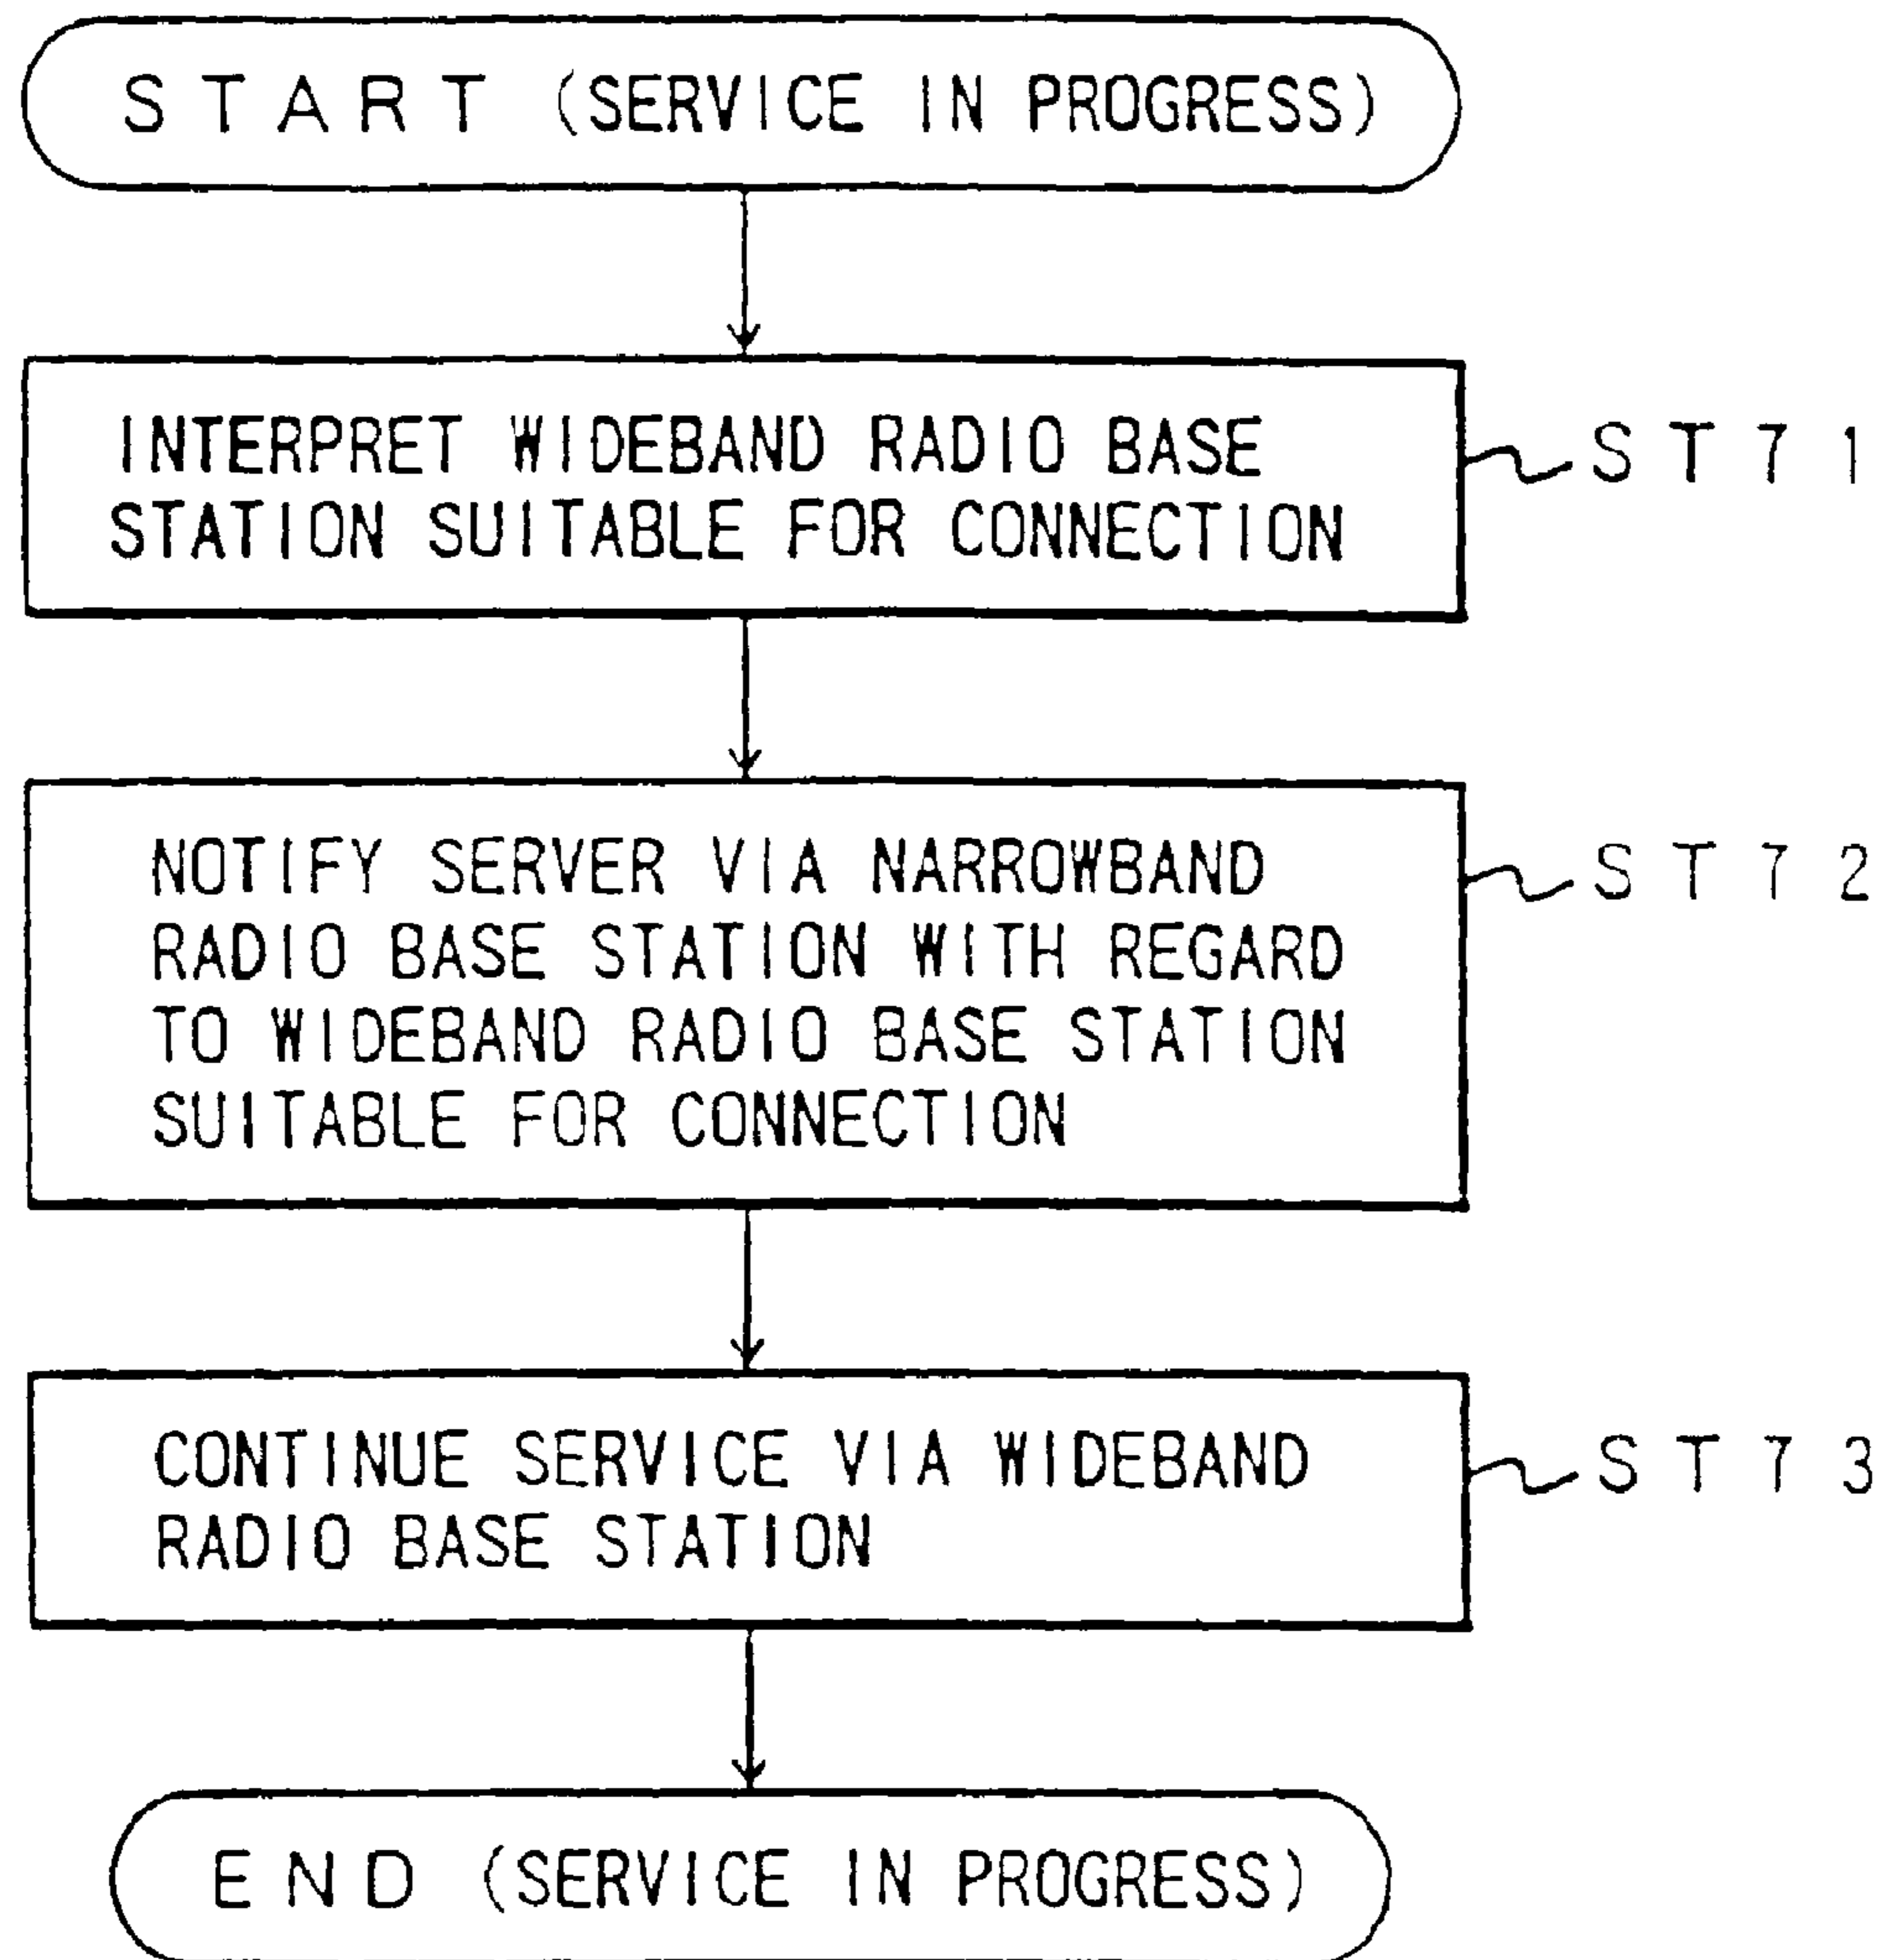 START (SERVICE IN PROGRESS)
INTERPRET WIDEBAND RADIO BASE
STATION SUITABLE FOR CONNECTION
ST71
NOTIFY SERVER VIA NARROWBAND
RADIO BASE STATION WITH REGARD
TO WIDEBAND RADIO BASE STATION
SUITABLE FOR CONNECTION
ST72
CONTINUE SERVICE VIA WIDEBAND
RADIO BASE STATION
ST73
END (SERVICE IN PROGRESS)